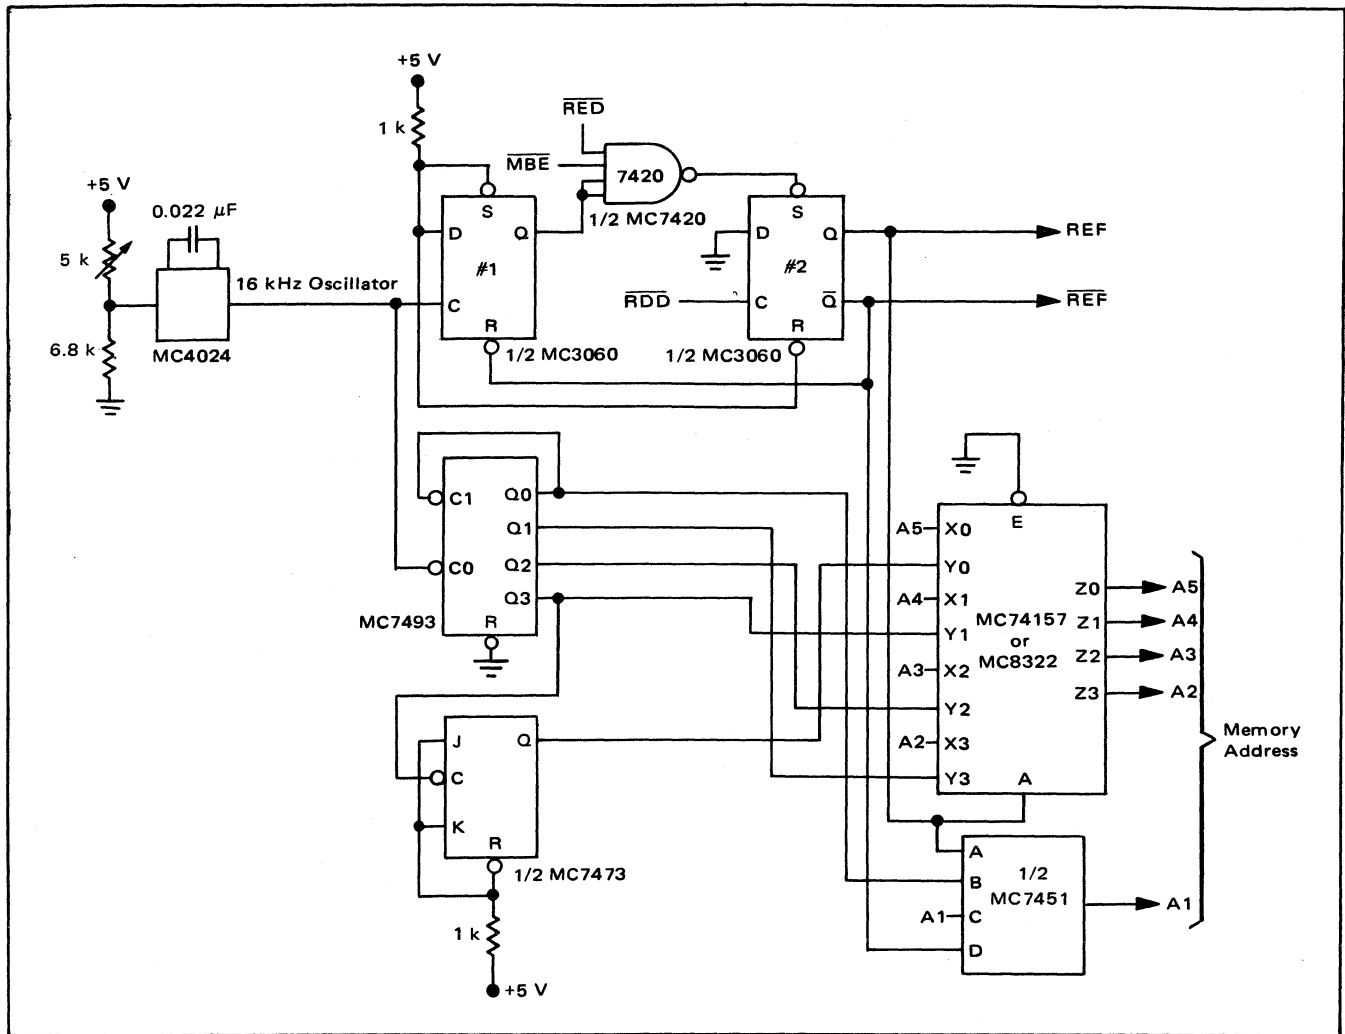 +5 V
1 k
RED
MBE
7420
1/2 MC7420
+5 V
0.022 μF
5 k
6.8 k
MC4024
16 kHz Oscillator
S
D
Q
#1
C
R
1/2 MC3060
S
D
Q
#2
RDD
C
Q
R
1/2 MC3060
REF
REF
C1
Q0
Q1
C0
Q2
Q3
R
MC7493
E
A5
X0
Y0
A4
X1
Y1
A3
X2
Y2
A2
X3
Y3
A
MC74157
or
MC8322
Z0
A5
Z1
A4
Z2
A3
Z3
A2
Memory
Address
J
Q
C
K
R
1/2 MC7473
1 k
+5 V
A
B
A1
C
D
1/2
MC7451
A1